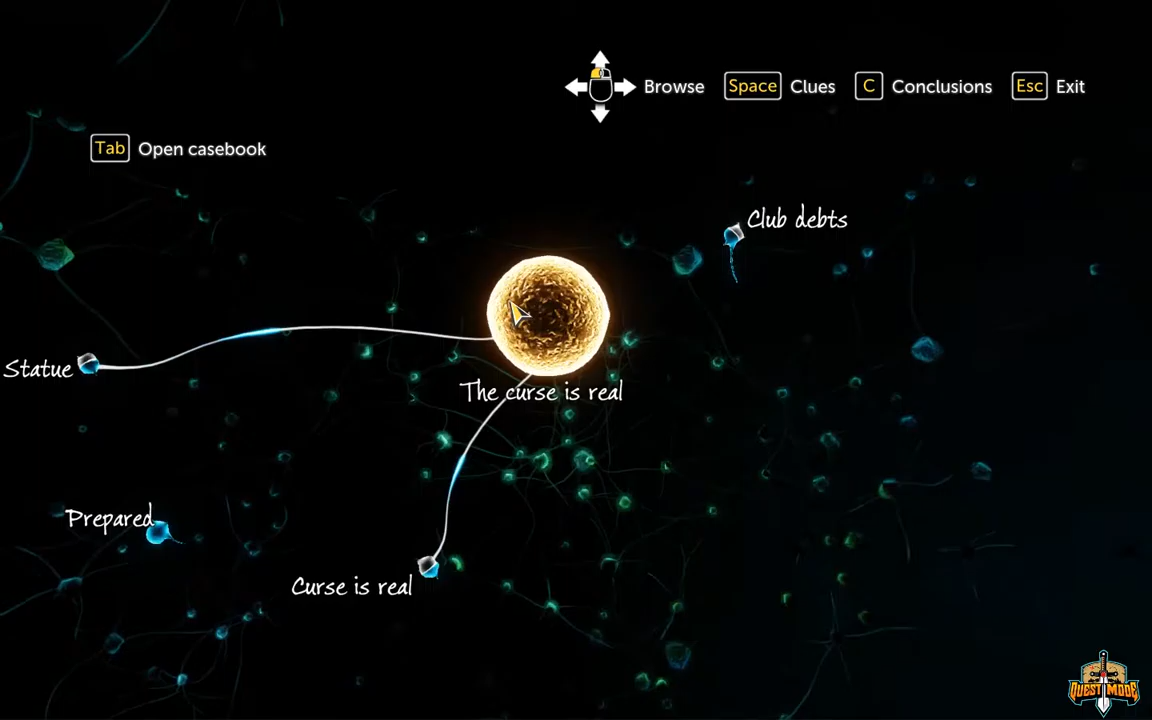 Browse
Space Clues
C Conclusions
Esc Exit
Tab Open casebook
Club debts
Statue
The curse is real
Prepared
Curse is real
QUEST MODE